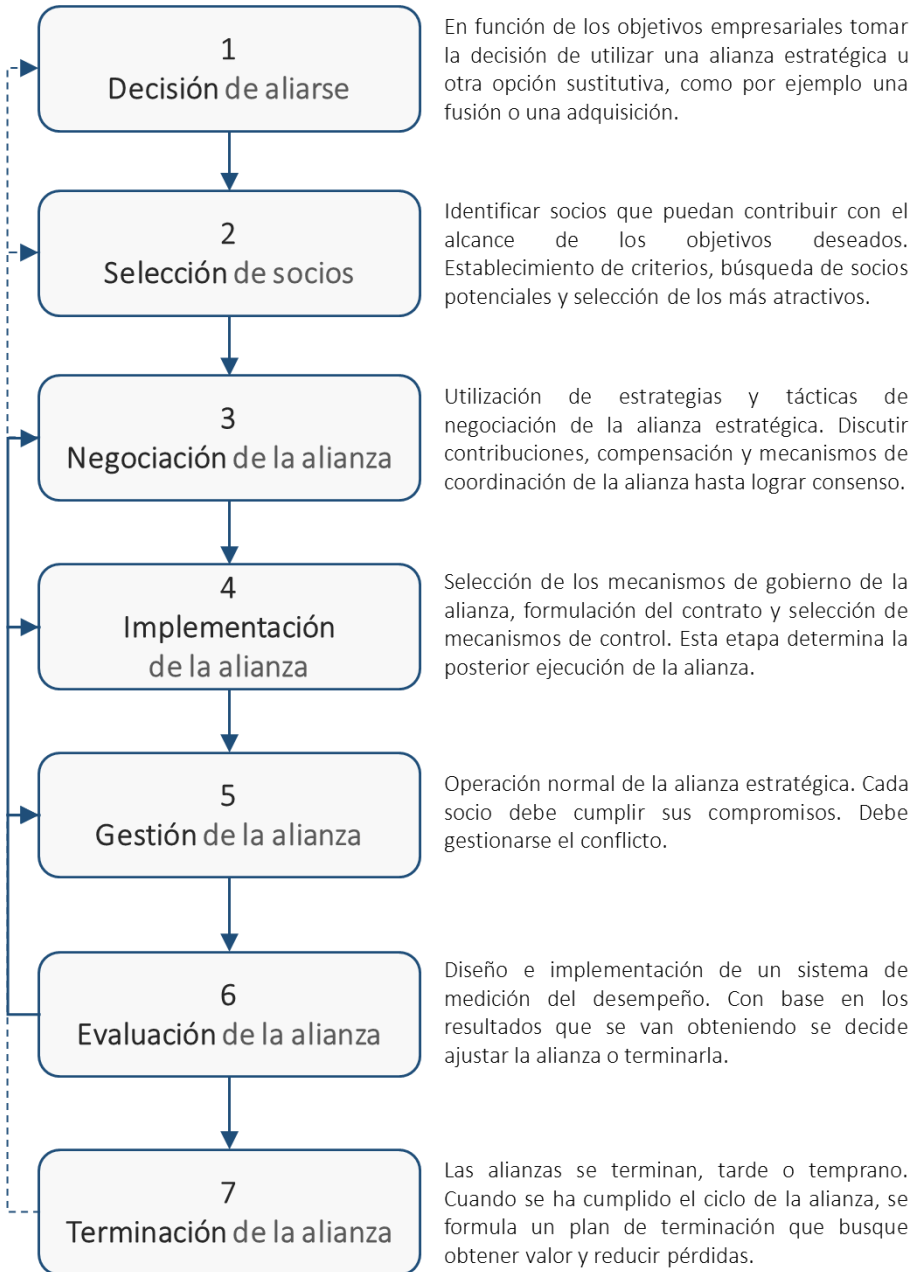 1
Decisión de aliarse
En función de los objetivos empresariales tomar
la decisión de utilizar una alianza estratégica u
otra opción sustitutiva, como por ejemplo una
fusión o una adquisición.
2
Selección de socios
Identificar socios que puedan contribuir con el
alcance de los objetivos deseados.
Establecimiento de criterios, búsqueda de socios
potenciales y selección de los más atractivos.
3
Negociación de la alianza
Utilización de estrategias y tácticas de
negociación de la alianza estratégica. Discutir
contribuciones, compensación y mecanismos de
coordinación de la alianza hasta lograr consenso.
4
Implementación
de la alianza
Selección de los mecanismos de gobierno de la
alianza, formulación del contrato y selección de
mecanismos de control. Esta etapa determina la
posterior ejecución de la alianza.
5
Gestión de la alianza
Operación normal de la alianza estratégica. Cada
socio debe cumplir sus compromisos. Debe
gestionarse el conflicto.
6
Evaluación de la alianza
Diseño e implementación de un sistema de
medición del desempeño. Con base en los
resultados que se van obteniendo se decide
ajustar la alianza o terminarla.
7
Terminación de la alianza
Las alianzas se terminan, tarde o temprano.
Cuando se ha cumplido el ciclo de la alianza, se
formula un plan de terminación que busque
obtener valor y reducir pérdidas.